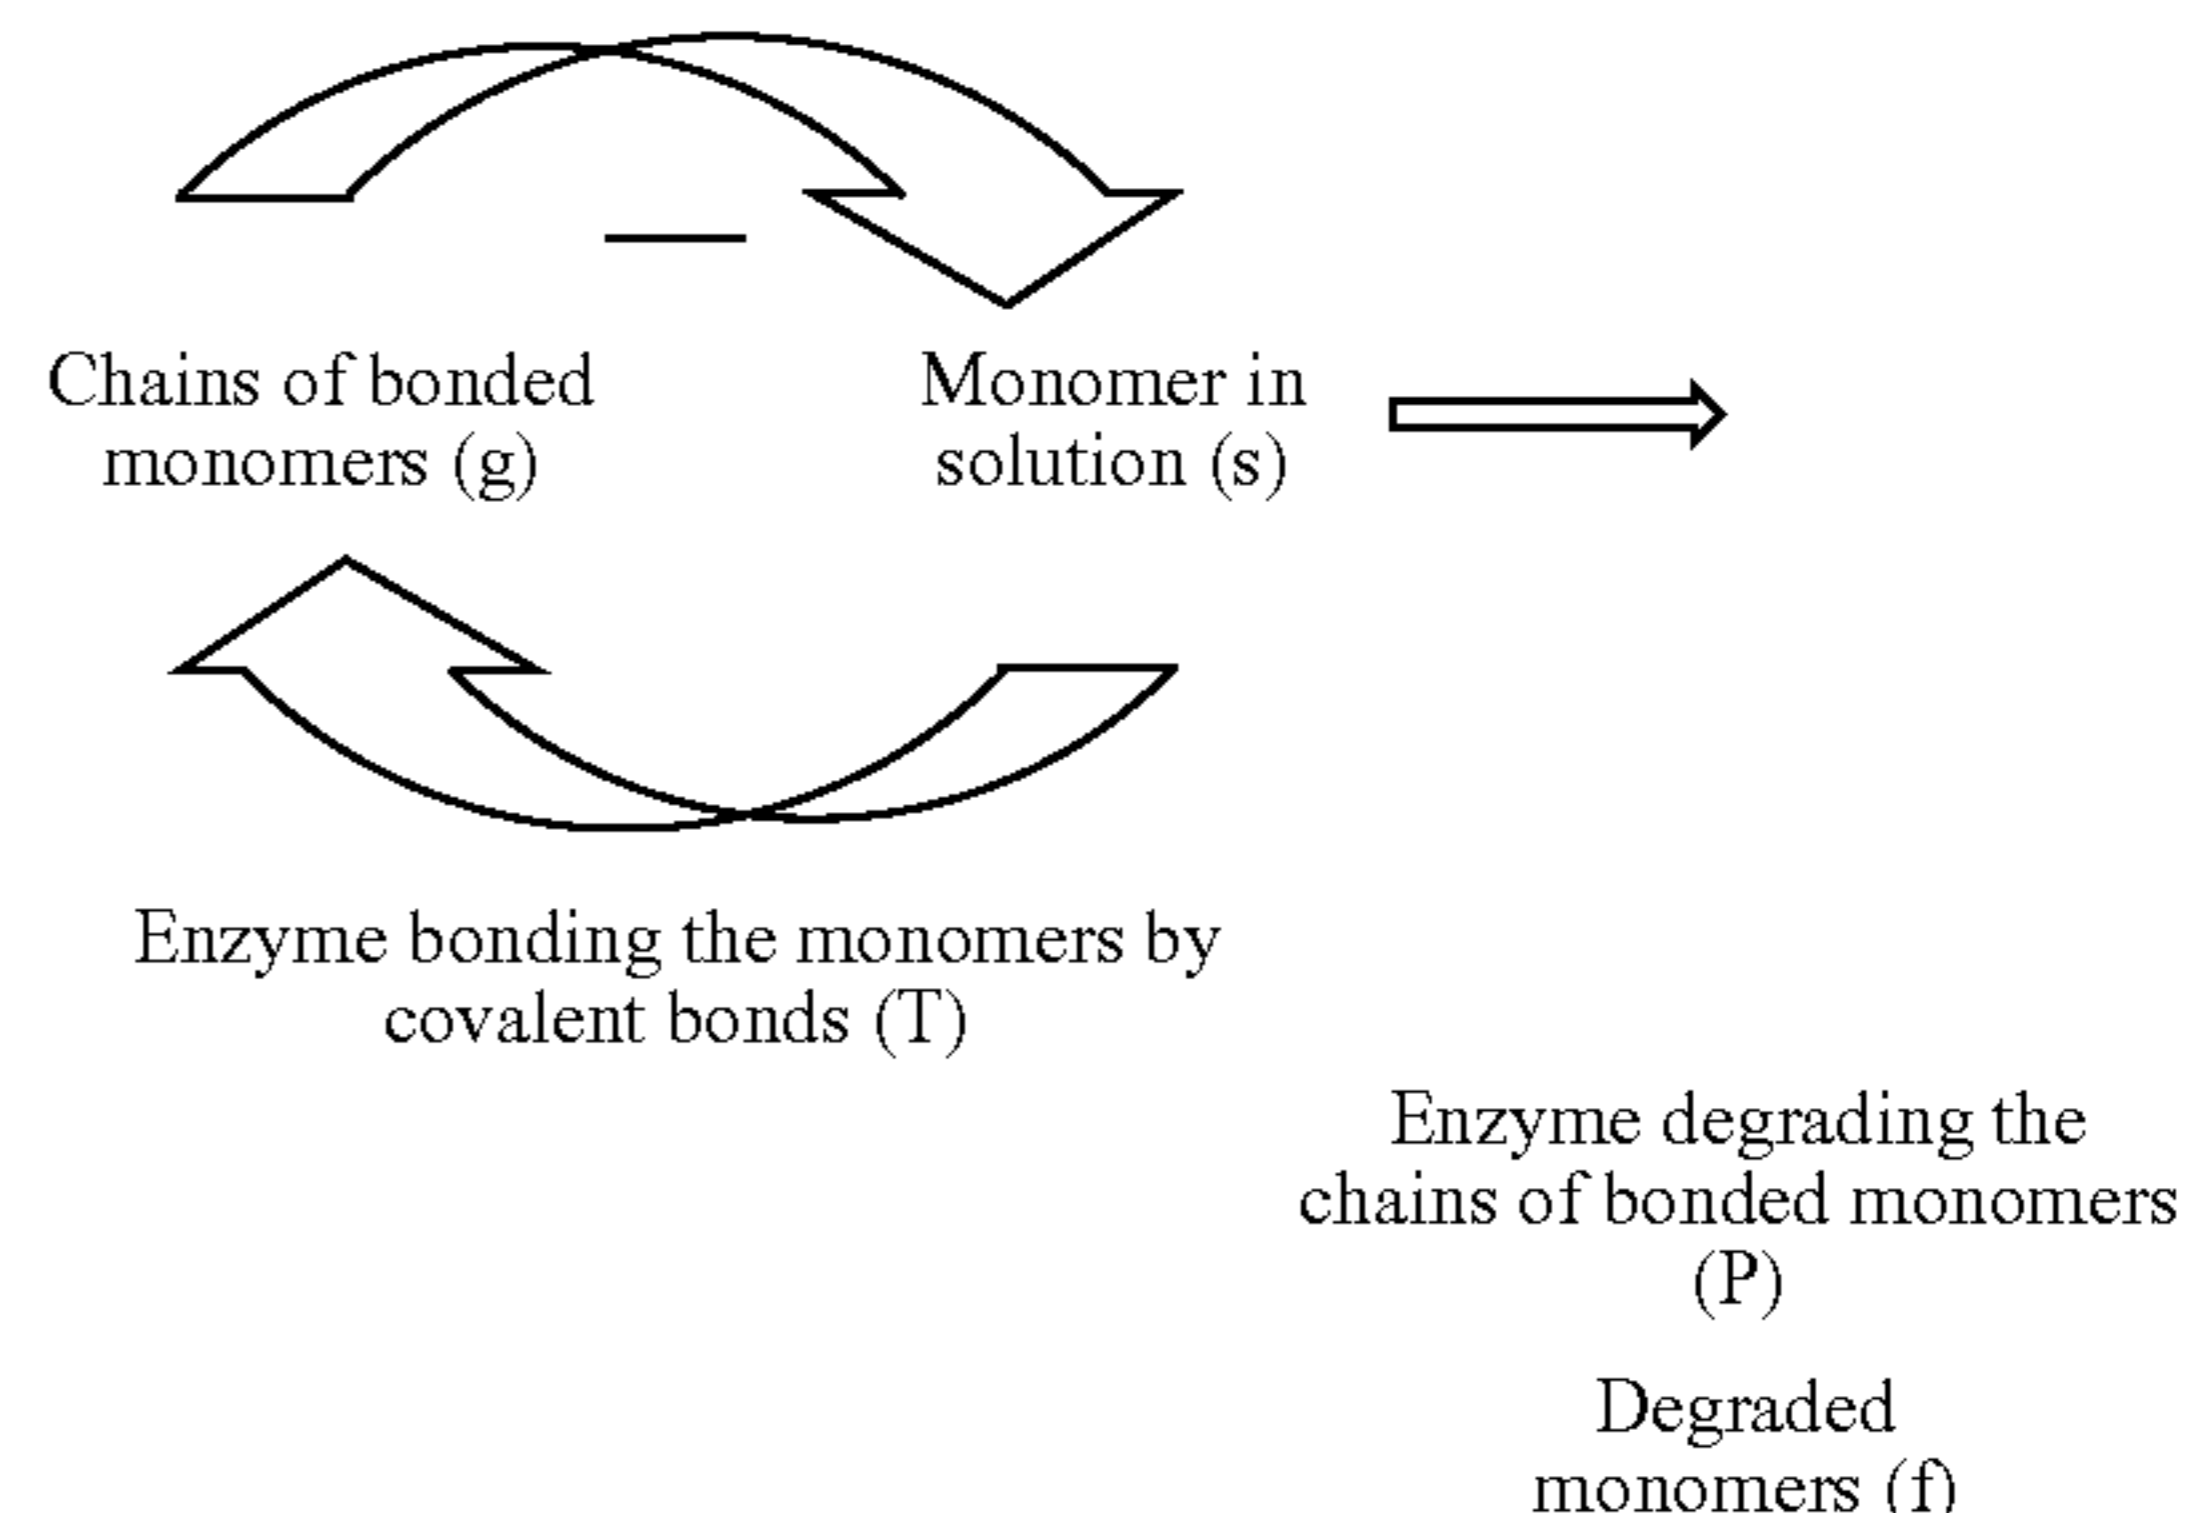 Chains of bonded
monomers (g)
Monomer in
solution (s)
Enzyme bonding the monomers by
covalent bonds (T)
Enzyme degrading the
chains of bonded monomers
(P)
Degraded
monomers (f)